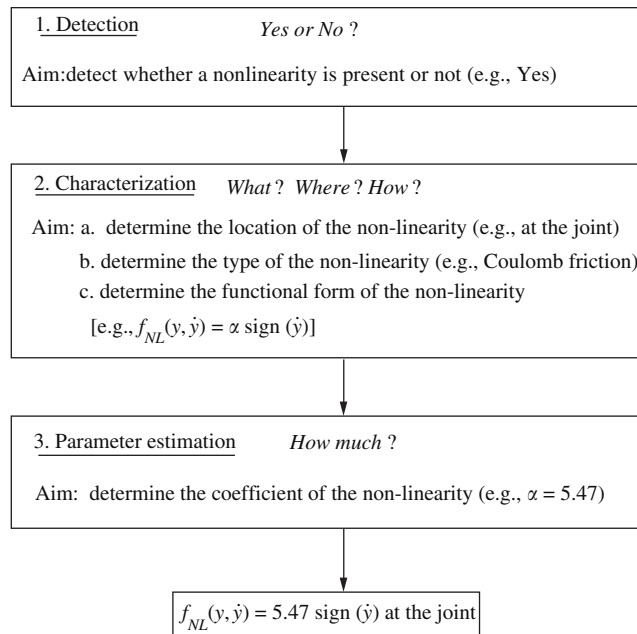 1. Detection Yes or No ?
Aim:detect whether a nonlinearity is present or not (e.g., Yes)
2. Characterization What ? Where ? How ?
Aim: a. determine the location of the non-linearity (e.g., at the joint)
b. determine the type of the non-linearity (e.g., Coulomb friction)
c. determine the functional form of the non-linearity
[e.g., f_NL(y, ẏ) = α sign (ẏ)]
3. Parameter estimation How much ?
Aim: determine the coefficient of the non-linearity (e.g., α = 5.47)
f_NL(y, ẏ) = 5.47 sign (ẏ) at the joint